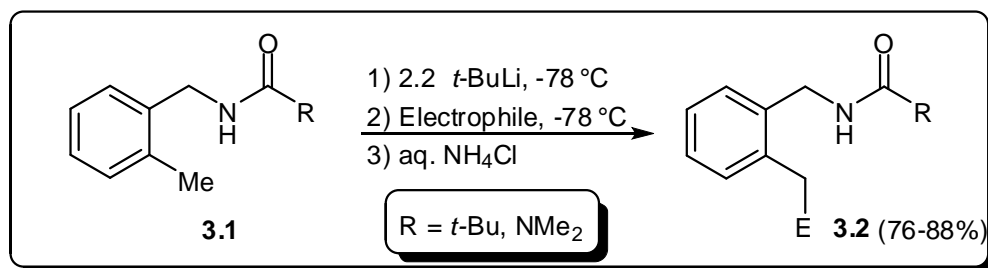 O
N
H
R
Me
3.1
1) 2.2 t-BuLi, -78 °C
2) Electrophile, -78 °C
3) aq. NH4Cl
R = t-Bu, NMe2
O
N
H
R
E
3.2 (76-88%)